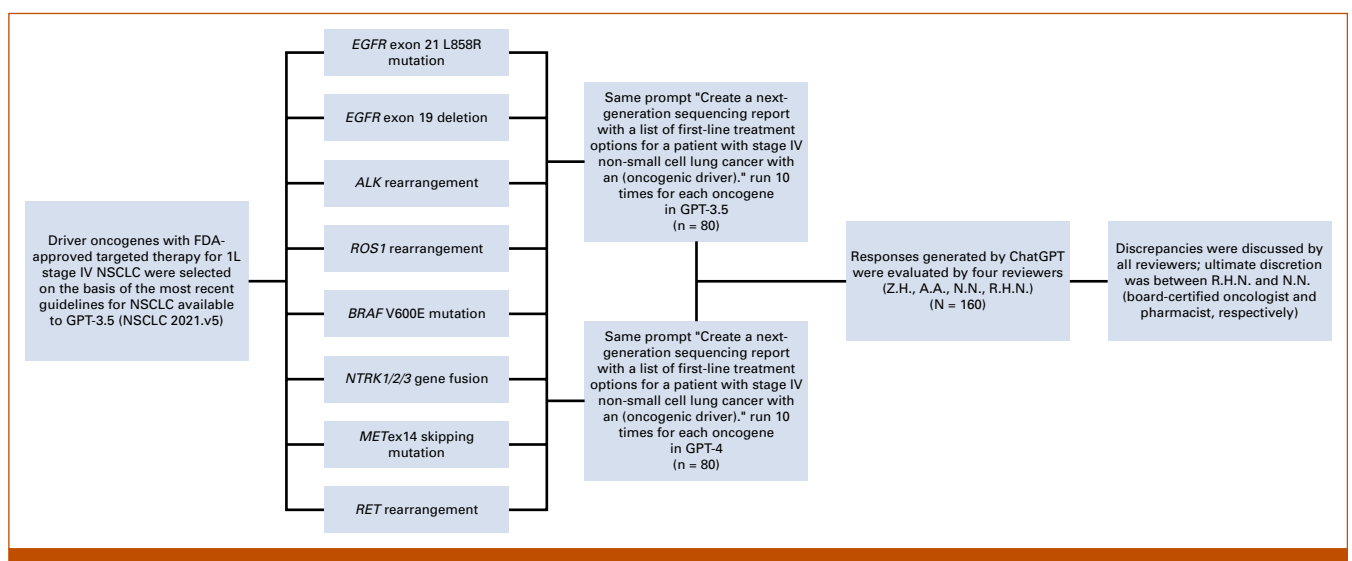 Driver oncogenes with FDA-
approved targeted therapy for 1L
stage IV NSCLC were selected
on the basis of the most recent
guidelines for NSCLC available
to GPT-3.5 (NSCLC 2021.v5)
EGFR exon 21 L858R
mutation
EGFR exon 19 deletion
ALK rearrangement
ROS1 rearrangement
BRAF V600E mutation
NTRK1/2/3 gene fusion
METex14 skipping
mutation
RET rearrangement
Same prompt "Create a next-
generation sequencing report
with a list of first-line treatment
options for a patient with stage IV
non-small cell lung cancer with
an (oncogenic driver)." run 10
times for each oncogene
in GPT-3.5
(n = 80)
Same prompt "Create a next-
generation sequencing report
with a list of first-line treatment
options for a patient with stage IV
non-small cell lung cancer with
an (oncogenic driver)." run 10
times for each oncogene
in GPT-4
(n = 80)
Responses generated by ChatGPT
were evaluated by four reviewers
(Z.H., A.A., N.N., R.H.N.)
(N = 160)
Discrepancies were discussed by
all reviewers; ultimate discretion
was between R.H.N. and N.N.
(board-certified oncologist and
pharmacist, respectively)